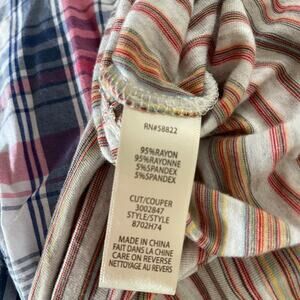 RN#58822
95%RAYON
95%RAYONNE
5%SPANDEX
5%SPANDEX
CUT/COUPER
3002847
STYLE/STYLE
8702H74
MADE IN CHINA
FAIT DANS LA CHINE
CARE ON REVERSE
NETTOYAGE AU REVERS